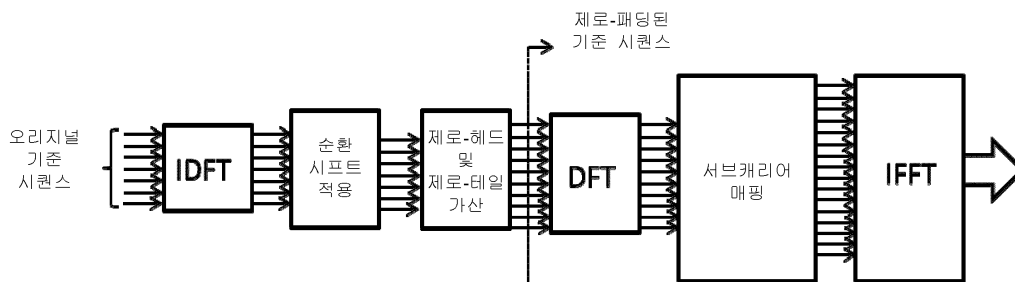 제로-패딩된
기준 시퀀스
오리지널
기준
시퀀스
IDFT
순환
시프트
적용
제로-헤드
및
제로-테일
가산
DFT
서브캐리어
매핑
IFFT